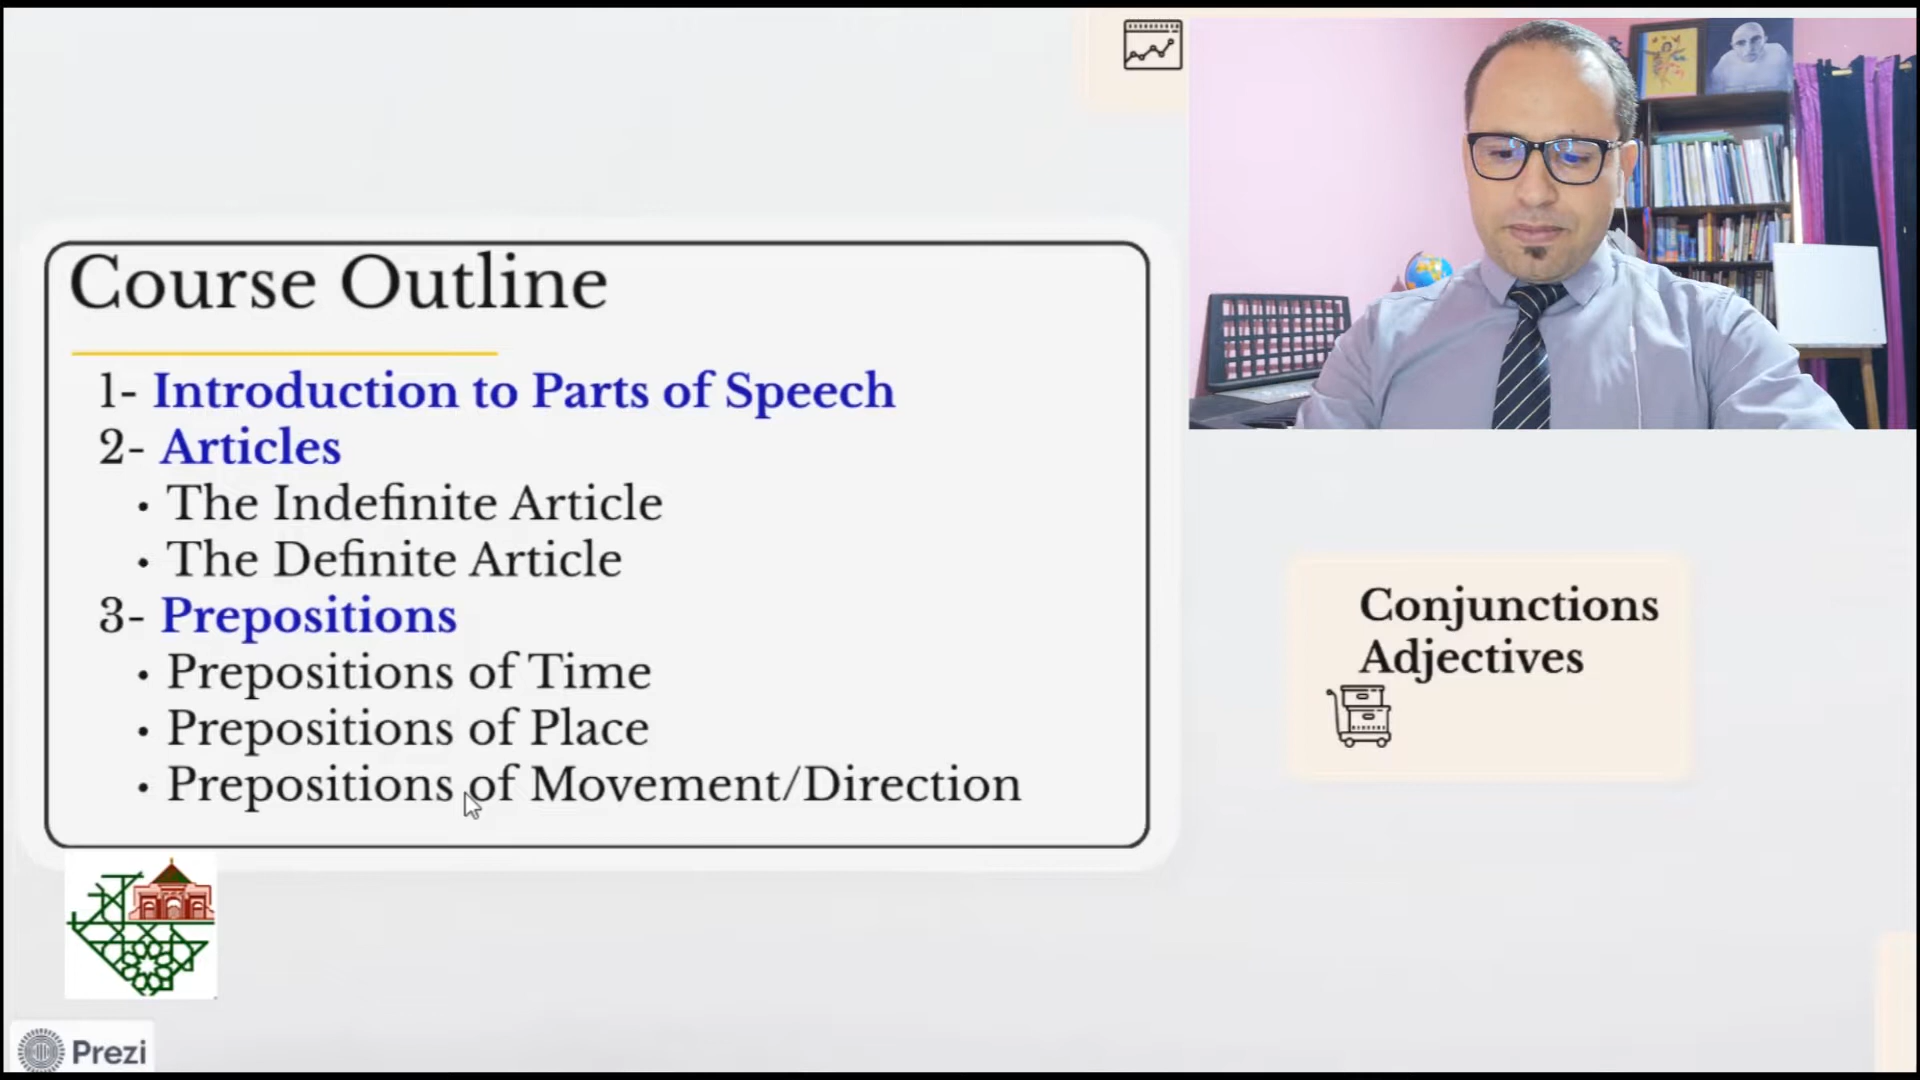 Course Outline
1- Introduction to Parts of Speech
2- Articles
• The Indefinite Article
• The Definite Article
3- Prepositions
• Prepositions of Time
• Prepositions of Place
• Prepositions of Movement/Direction
Conjunctions
Adjectives
Prezi